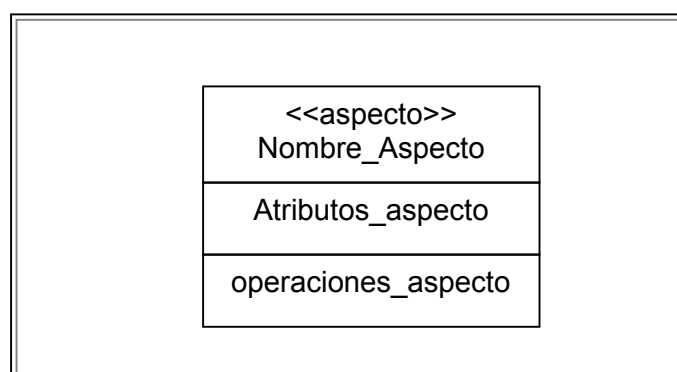 <<aspecto>>
Nombre_Aspecto
Atributos_aspecto
operaciones_aspecto